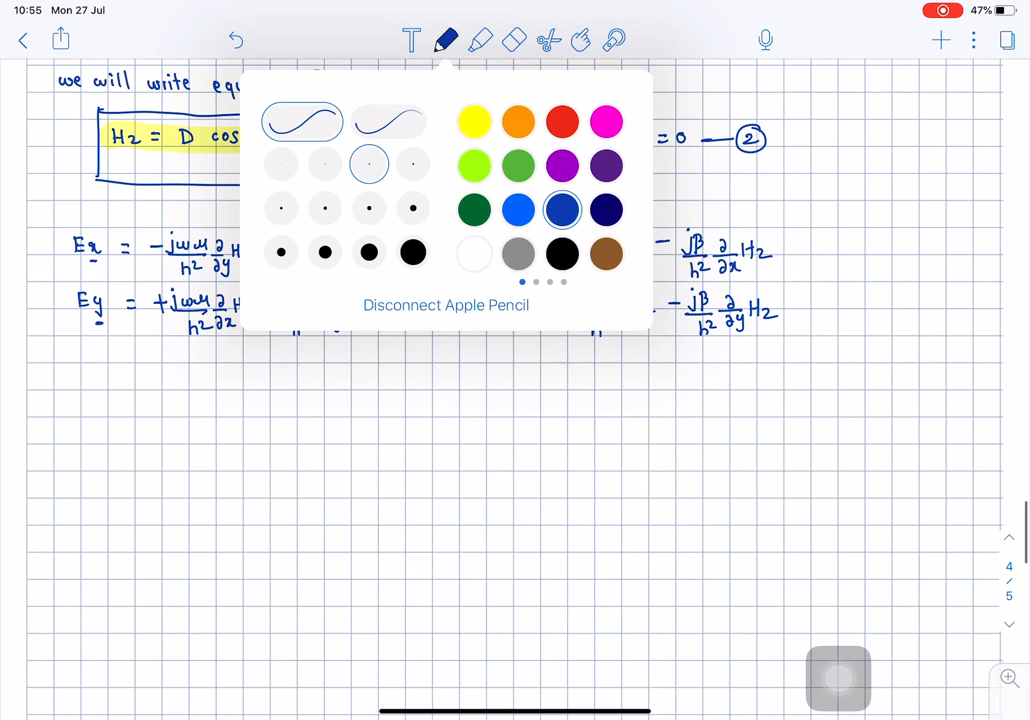 10:55 Mon 27 Jul 47%
T
we will write equ
Hz = D cos = 0 — ②
Ex = -jωμ/h² ∂/∂y H - jβ/h² ∂/∂x Hz
Ey = +jωμ/h² ∂/∂x H - jβ/h² ∂/∂y Hz
Disconnect Apple Pencil
4
/
5